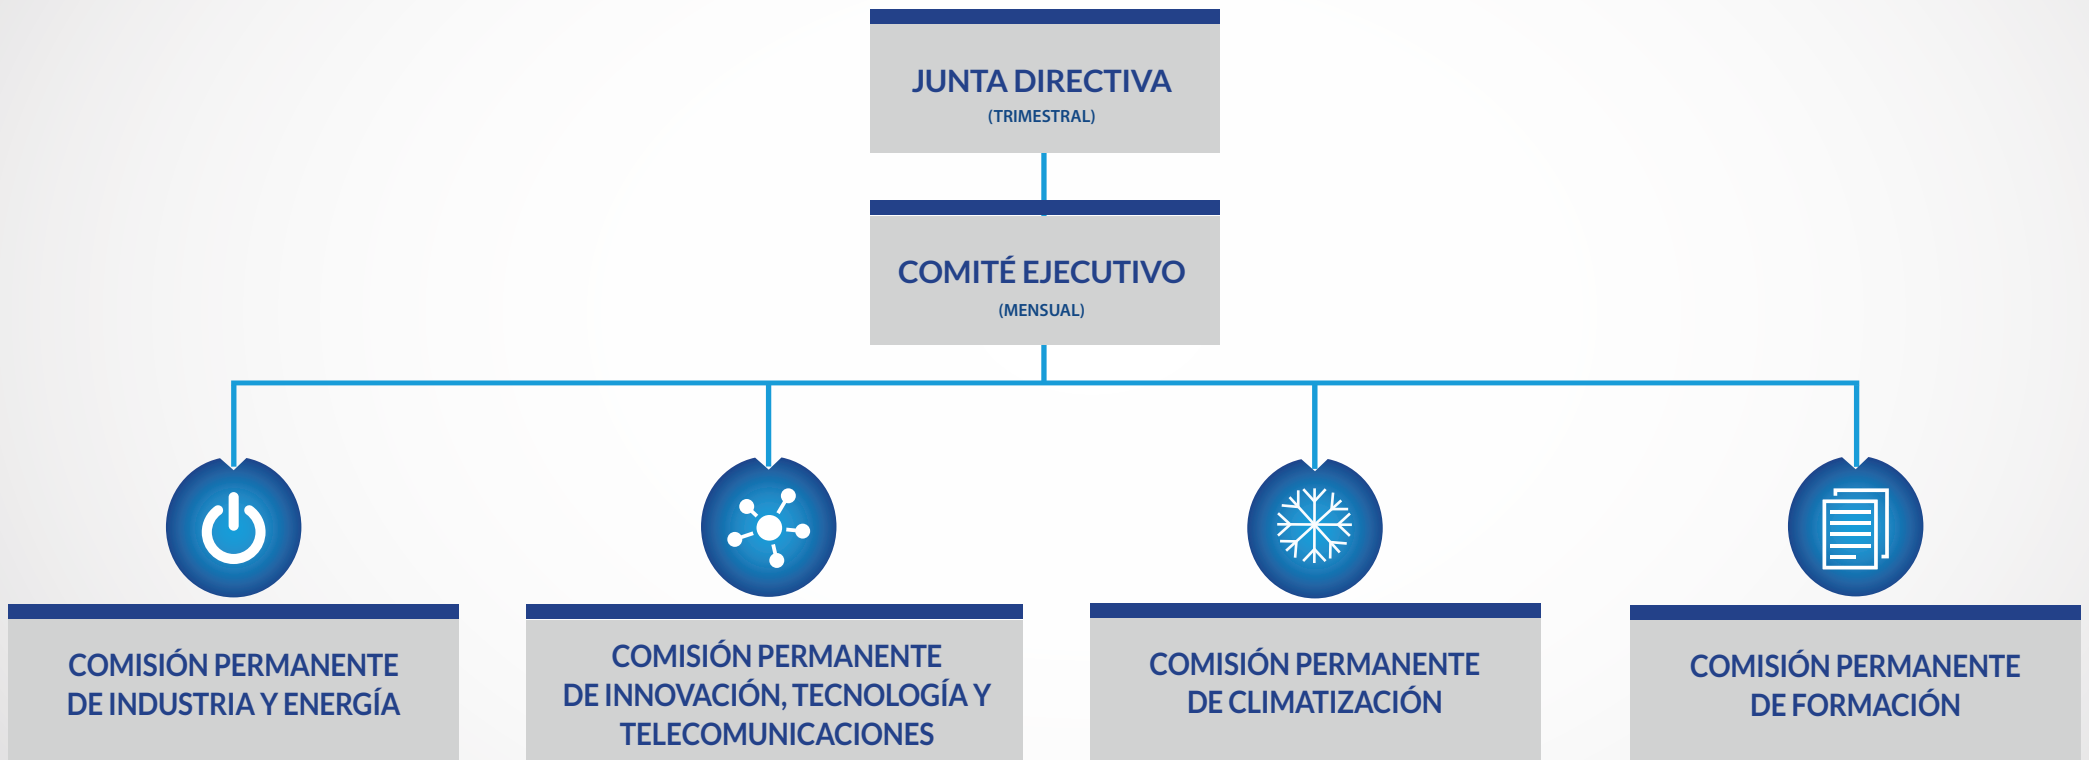 JUNTA DIRECTIVA
(TRIMESTRAL)
COMITÉ EJECUTIVO
(MENSUAL)
COMISIÓN PERMANENTE
DE INDUSTRIA Y ENERGÍA
COMISIÓN PERMANENTE
DE INNOVACIÓN, TECNOLOGÍA Y
TELECOMUNICACIONES
COMISIÓN PERMANENTE
DE CLIMATIZACIÓN
COMISIÓN PERMANENTE
DE FORMACIÓN